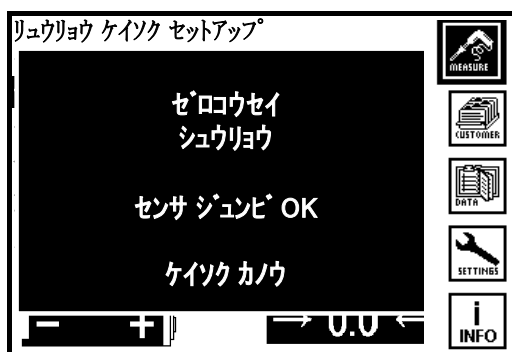 リュウリョウ ケイソク セットアップ
MEASURE
ゼロコウセイ
シュウリョウ
CUSTOMER
センサ ジュンビ OK
DATA
ケイソク カノウ
SETTINGS
− + → 0.0 ←
i
INFO